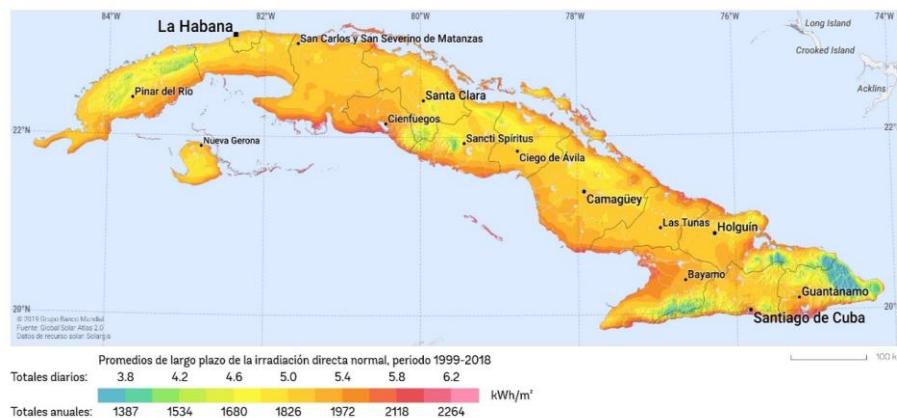 84°W 82°W 80°W 78°W 76°W 74°W
La Habana
Long Island
San Carlos y San Severino de Matanzas
Crooked Island
Pinar del Río
Santa Clara
Acklins
22°N 22°N
Cienfuegos
Nueva Gerona
Sancti Spíritus
Ciego de Ávila
Camagüey
Las Tunas
Holguín
Bayamo
Guantánamo
20°N 20°N
Santiago de Cuba
© 2019 Grupo Banco Mundial
Fuente: Global Solar Atlas 2.0
Datos de recurso solar: Solargis
100 k
Promedios de largo plazo de la irradiación directa normal, periodo 1999-2018
Totales diarios: 3.8 4.2 4.6 5.0 5.4 5.8 6.2
kWh/m²
Totales anuales: 1387 1534 1680 1826 1972 2118 2264